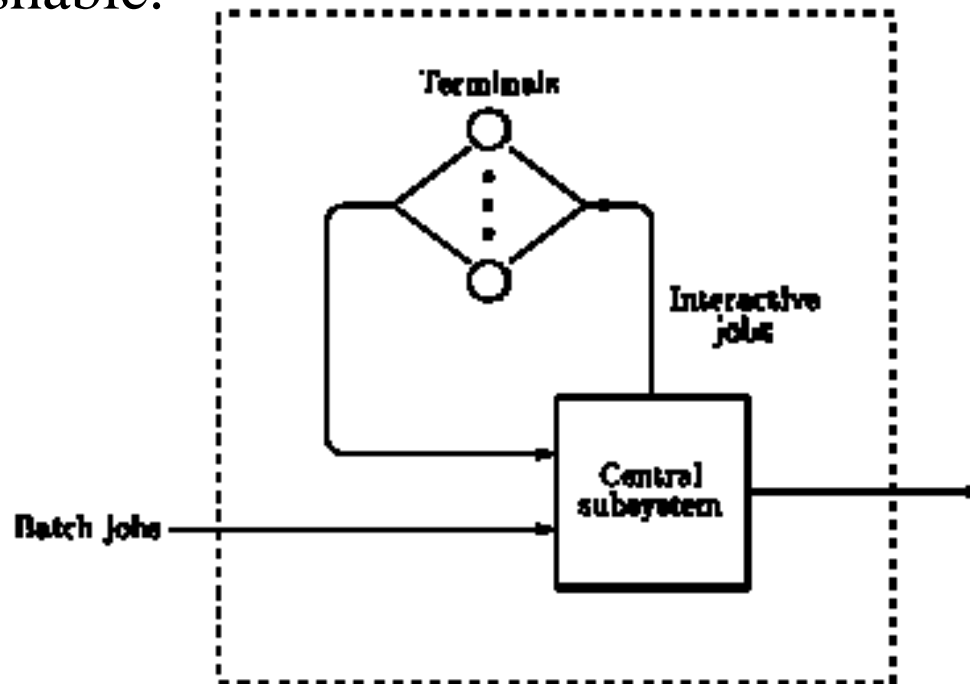 Terminals
Interactive
jobs
Central
subsystem
Batch jobs